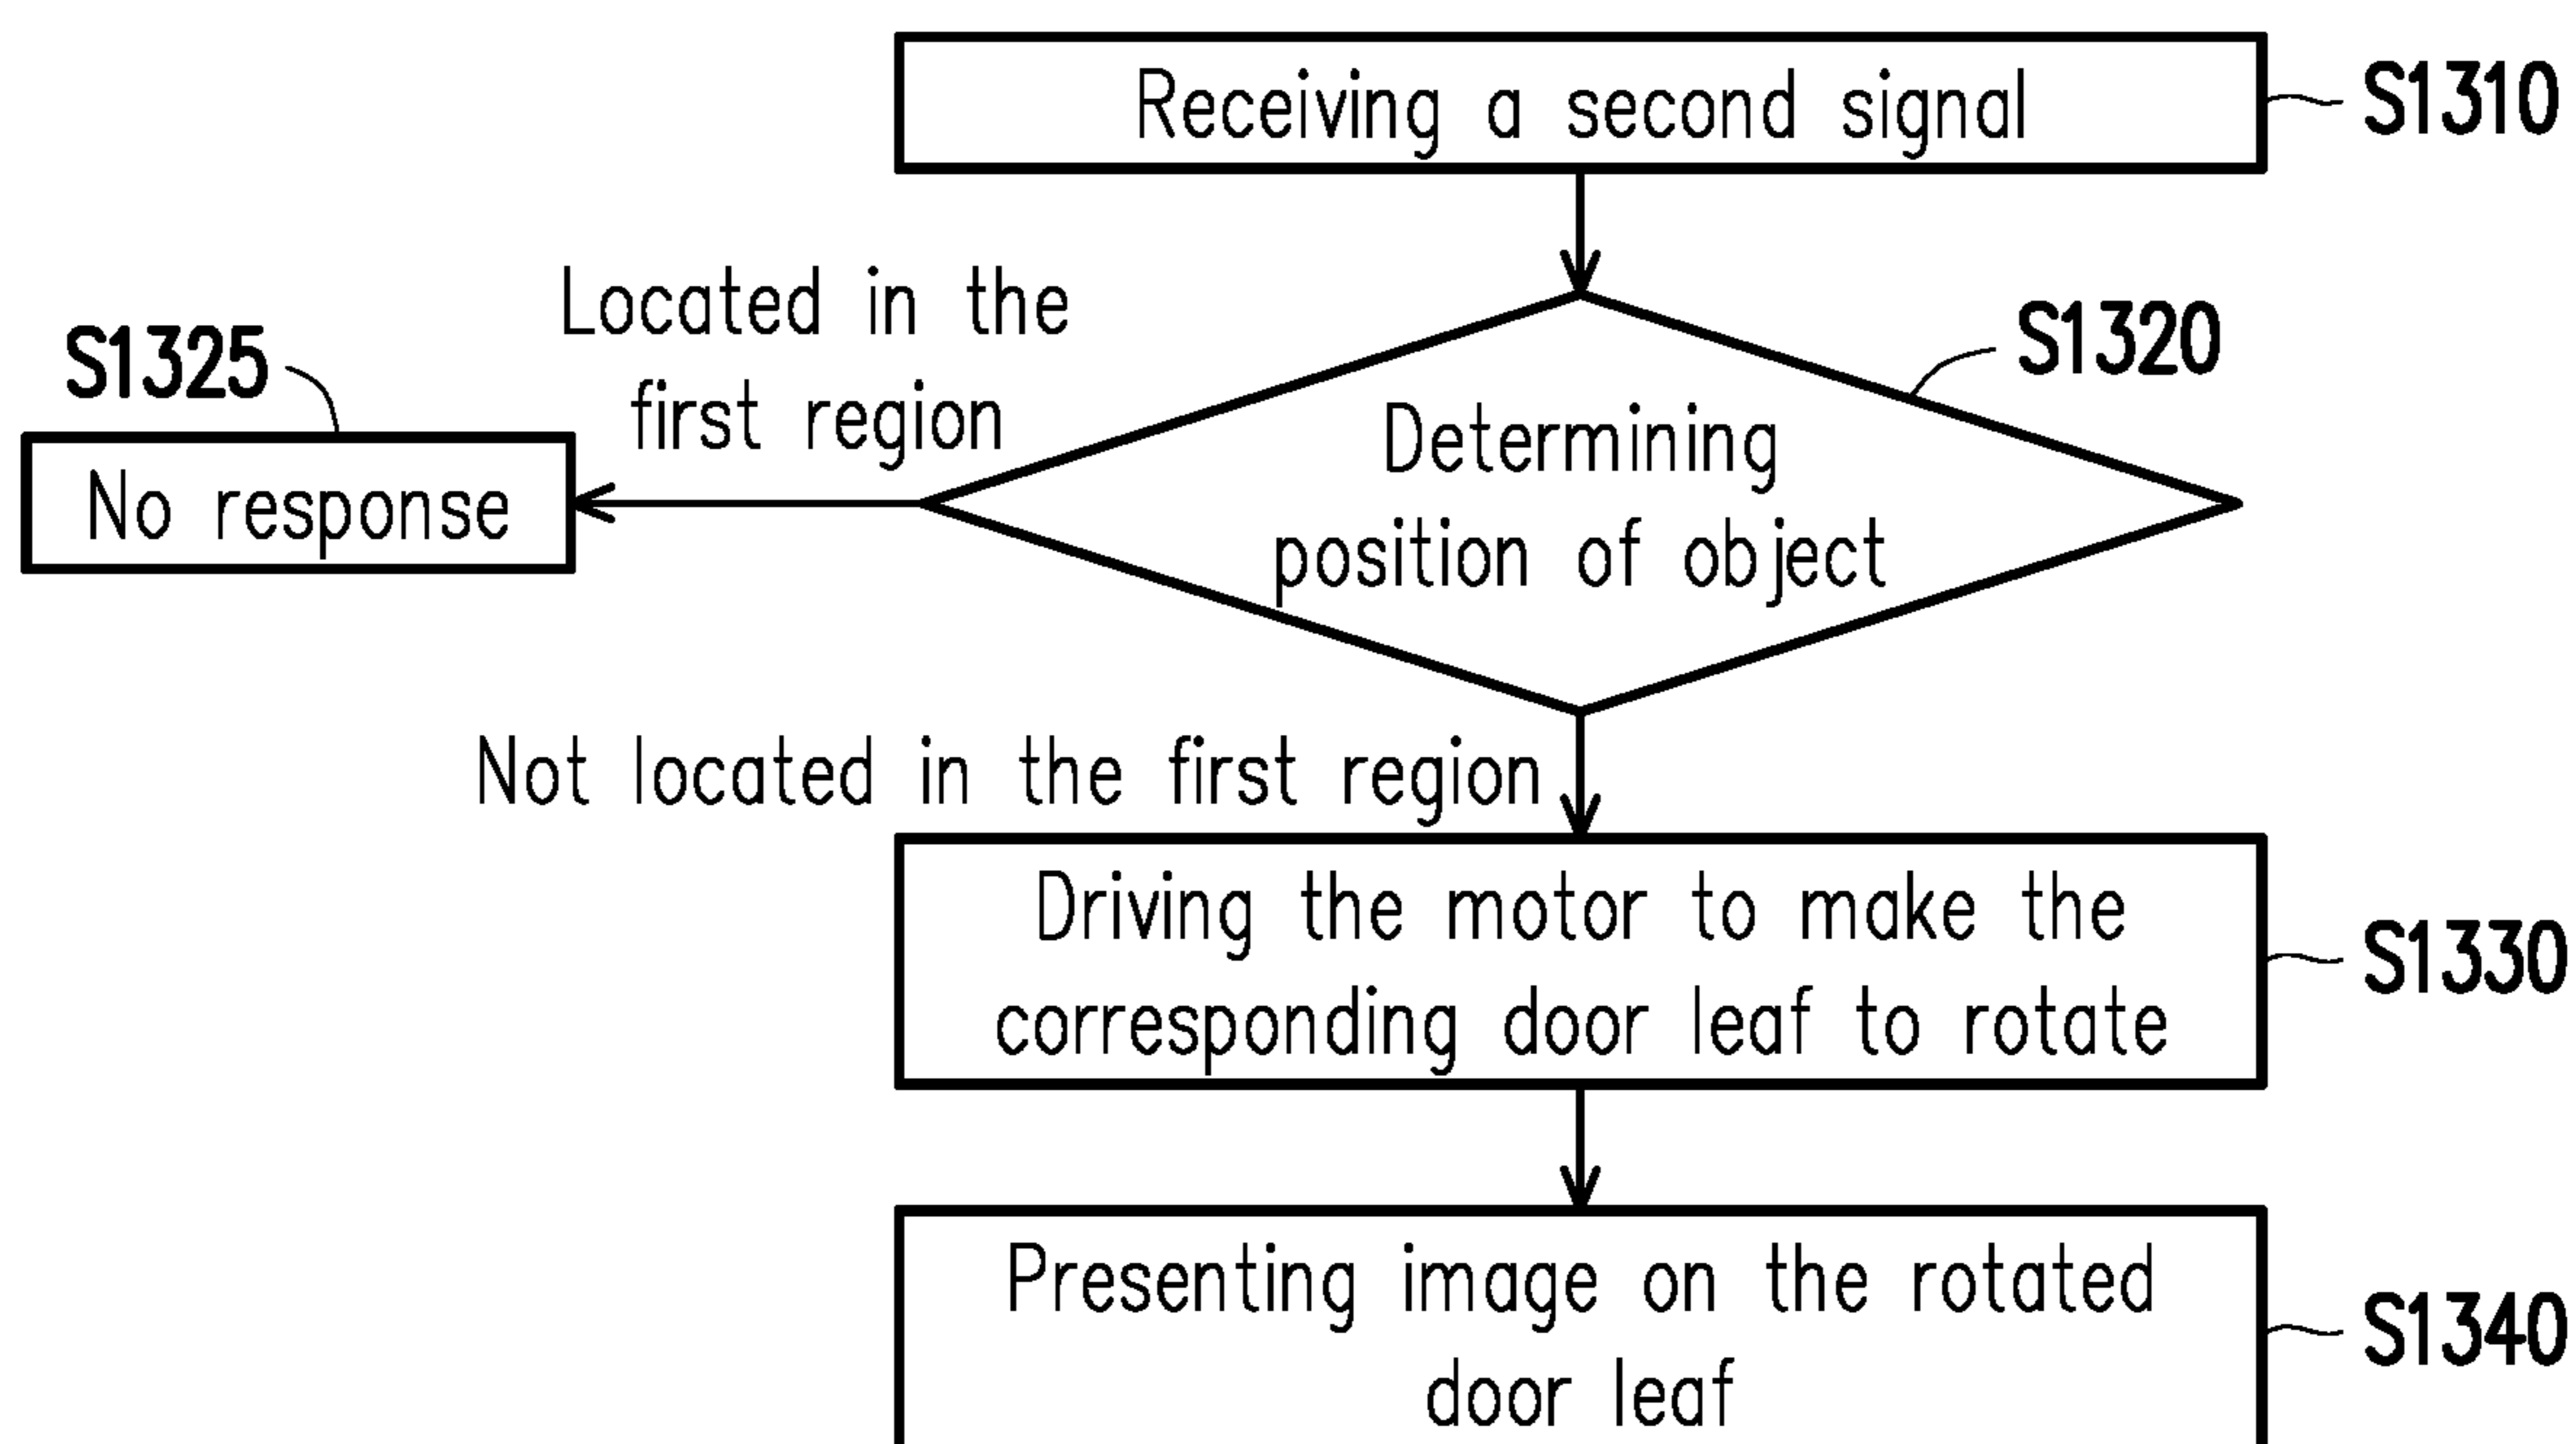 Receiving a second signal
S1310
Located in the
first region
S1325
No response
S1320
Determining
position of object
Not located in the first region
Driving the motor to make the
corresponding door leaf to rotate
S1330
Presenting image on the rotated
door leaf
S1340